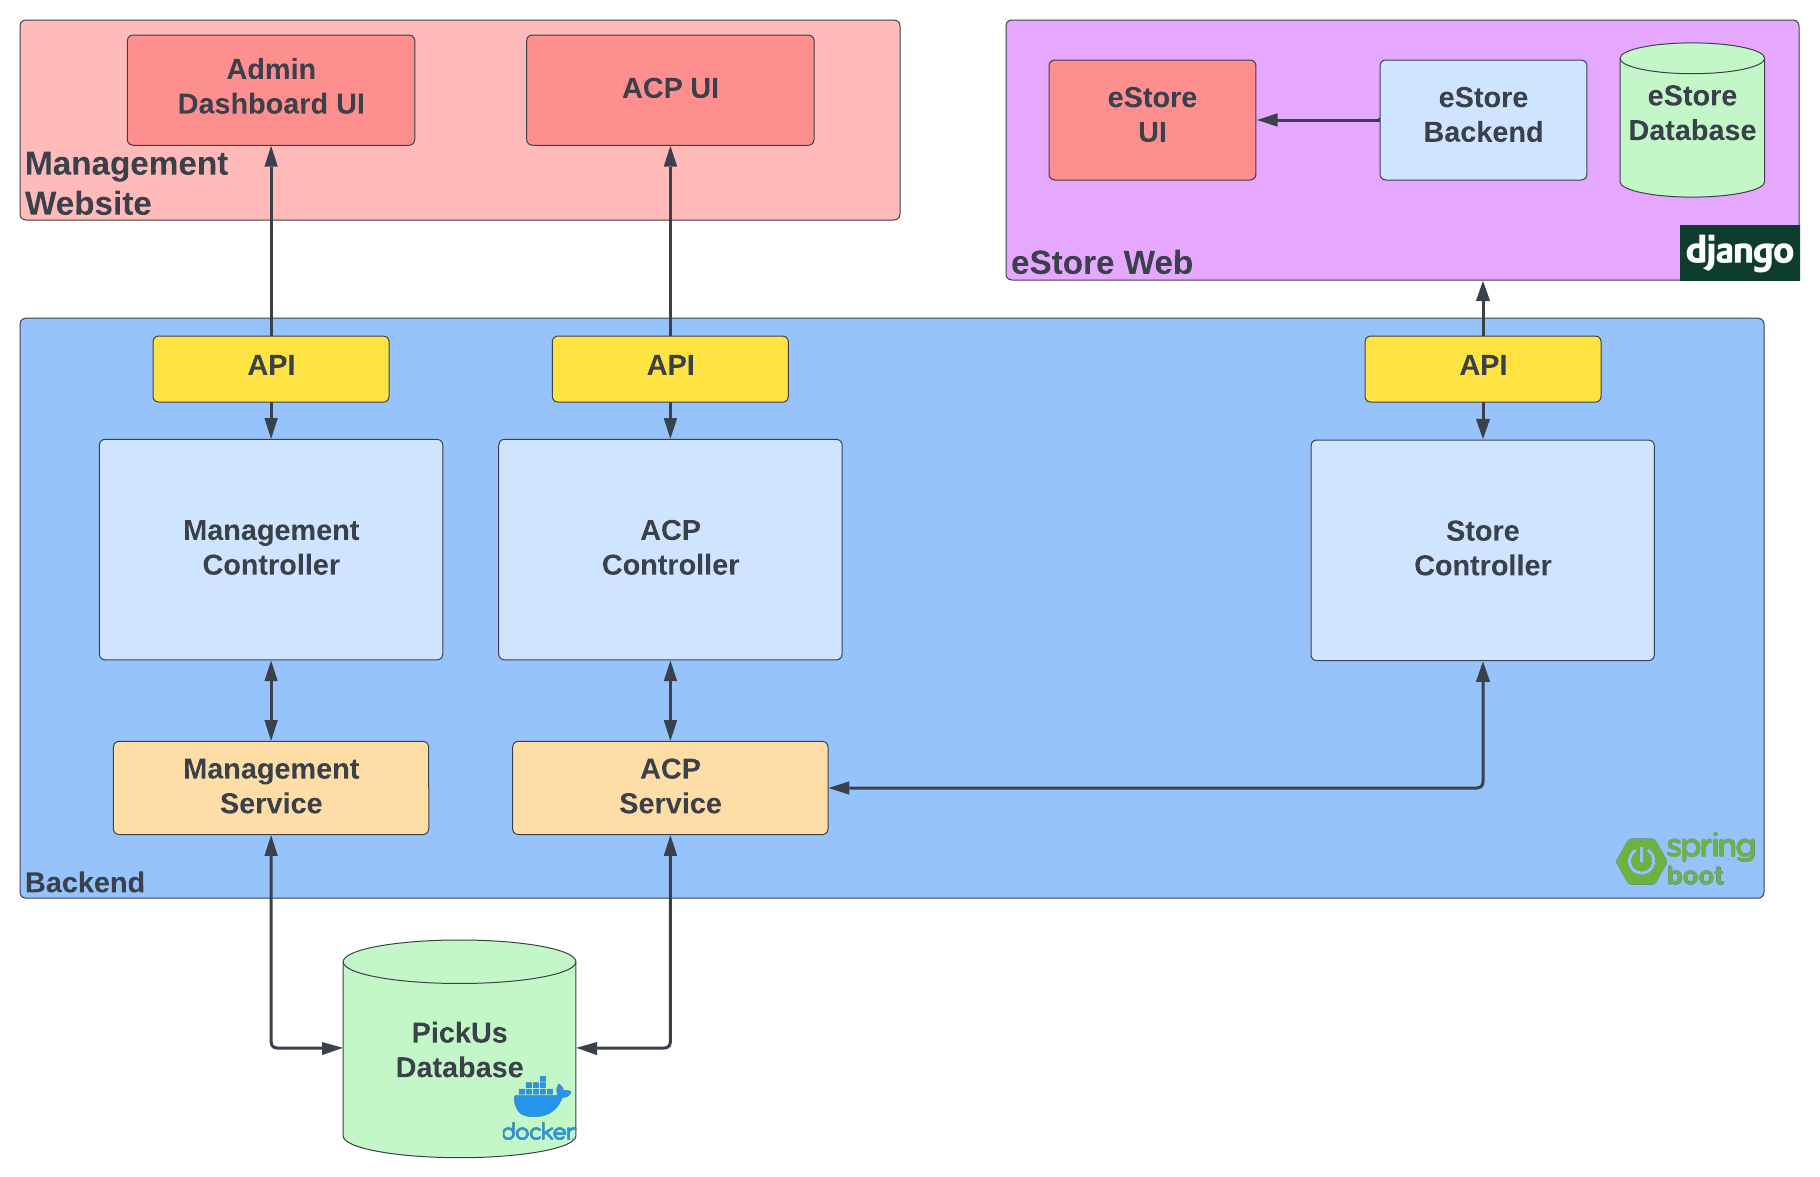 Admin
Dashboard UI
ACP UI
Management
Website
eStore
UI
eStore
Backend
eStore
Database
eStore Web
django
API
API
API
Management
Controller
ACP
Controller
Store
Controller
Management
Service
ACP
Service
Backend
spring
boot
PickUs
Database
docker